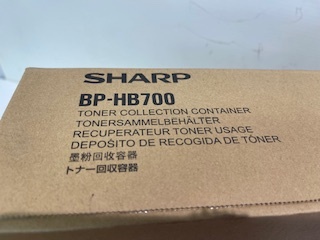 SHARP
BP-HB700
TONER COLLECTION CONTAINER
TONERSAMMELBEHÄLTER
RECUPERATEUR TONER USAGE
DEPOSITO DE RECOGIDA DE TÓNER
墨粉回收容器
トナー回収容器